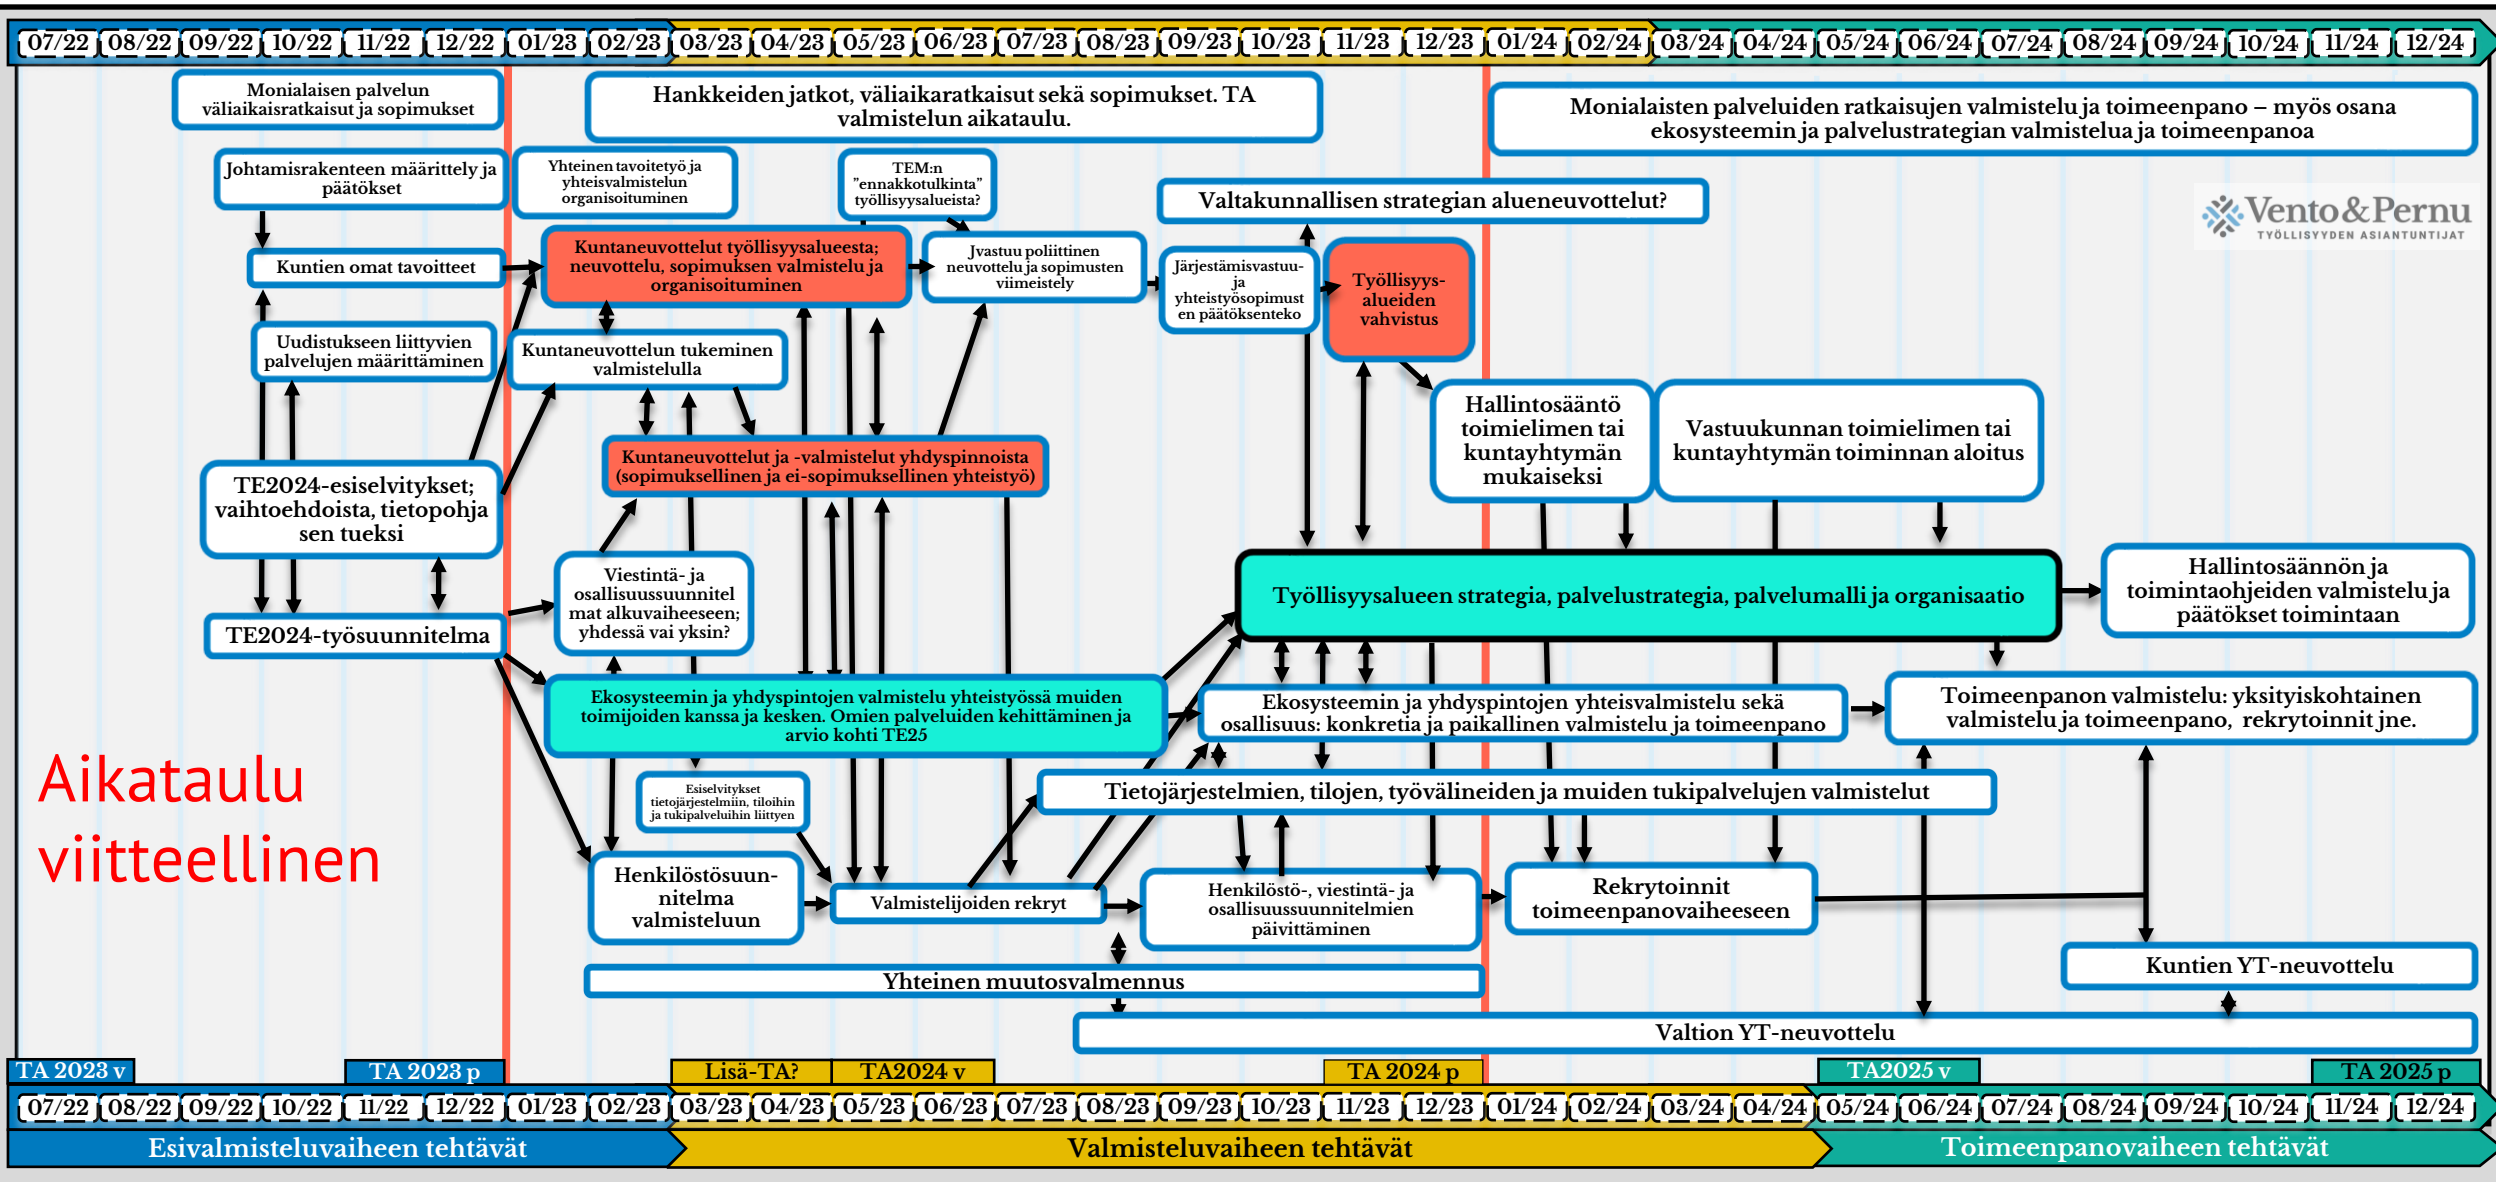 07/22 08/22 09/22 10/22 11/22 12/22 01/23 02/23 03/23 04/23 05/23 06/23 07/23 08/23 09/23 10/23 11/23 12/23 01/24 02/24 03/24 04/24 05/24 06/24 07/24 08/24 09/24 10/24 11/24 12/24
Monialaisen palvelun
väliaikaisratkaisut ja sopimukset
Hankkeiden jatkot, väliaikaratkaisut sekä sopimukset. TA
valmistelun aikataulu.
Monialaisten palveluiden ratkaisujen valmistelu ja toimeenpano – myös osana
ekosysteemin ja palvelustrategian valmistelua ja toimeenpanoa
Johtamisrakenteen määrittely ja
päätökset
Yhteinen tavoitetyö ja
yhteisvalmistelun
organisoituminen
TEM:n
"ennakkotulkinta"
työllisyysalueista?
Valtakunnallisen strategian alueneuvottelut?
Vento&Pernu
TYÖLLISYYDEN ASIANTUNTIJAT
Kuntien omat tavoitteet
Kuntaneuvottelut työllisyysalueesta;
neuvottelu, sopimuksen valmistelu ja
organisoituminen
Jvastuu poliittinen
neuvottelu ja sopimusten
viimeistely
Järjestämisvastuu-
ja
yhteistyösopimust
en päätöksenteko
Työllisyys-
alueiden
vahvistus
Uudistukseen liittyvien
palvelujen määrittäminen
Kuntaneuvottelun tukeminen
valmistelulla
Hallintosääntö
toimielimen tai
kuntayhtymän
mukaiseksi
Vastuukunnan toimielimen tai
kuntayhtymän toiminnan aloitus
Kuntaneuvottelut ja -valmistelut yhdyspinnoista
(sopimuksellinen ja ei-sopimuksellinen yhteistyö)
TE2024-esiselvitykset;
vaihtoehdoista, tietopohja
sen tueksi
Viestintä- ja
osallisuussuunnitel
mat alkuvaiheeseen;
yhdessä vai yksin?
Työllisyysalueen strategia, palvelustrategia, palvelumalli ja organisaatio
Hallintosäännön ja
toimintaohjeiden valmistelu ja
päätökset toimintaan
TE2024-työsuunnitelma
Ekosysteemin ja yhdyspintojen valmistelu yhteistyössä muiden
toimijoiden kanssa ja kesken. Omien palveluiden kehittäminen ja
arvio kohti TE25
Ekosysteemin ja yhdyspintojen yhteisvalmistelu sekä
osallisuus: konkretia ja paikallinen valmistelu ja toimeenpano
Toimeenpanon valmistelu: yksityiskohtainen
valmistelu ja toimeenpano, rekrytoinnit jne.
Aikataulu
viitteellinen
Esiselvitykset
tietojärjestelmiin, tiloihin
ja tukipalveluihin liittyen
Tietojärjestelmien, tilojen, työvälineiden ja muiden tukipalvelujen valmistelut
Henkilöstösuun-
nitelma
valmisteluun
Valmistelijoiden rekryt
Henkilöstö-, viestintä- ja
osallisuussuunnitelmien
päivittäminen
Rekrytoinnit
toimeenpanovaiheeseen
Yhteinen muutosvalmennus
Kuntien YT-neuvottelu
Valtion YT-neuvottelu
TA 2023 v TA 2023 p Lisä-TA? TA2024 v TA 2024 p TA2025 v TA 2025 p
07/22 08/22 09/22 10/22 11/22 12/22 01/23 02/23 03/23 04/23 05/23 06/23 07/23 08/23 09/23 10/23 11/23 12/23 01/24 02/24 03/24 04/24 05/24 06/24 07/24 08/24 09/24 10/24 11/24 12/24
Esivalmisteluvaiheen tehtävät Valmisteluvaiheen tehtävät Toimeenpanovaiheen tehtävät